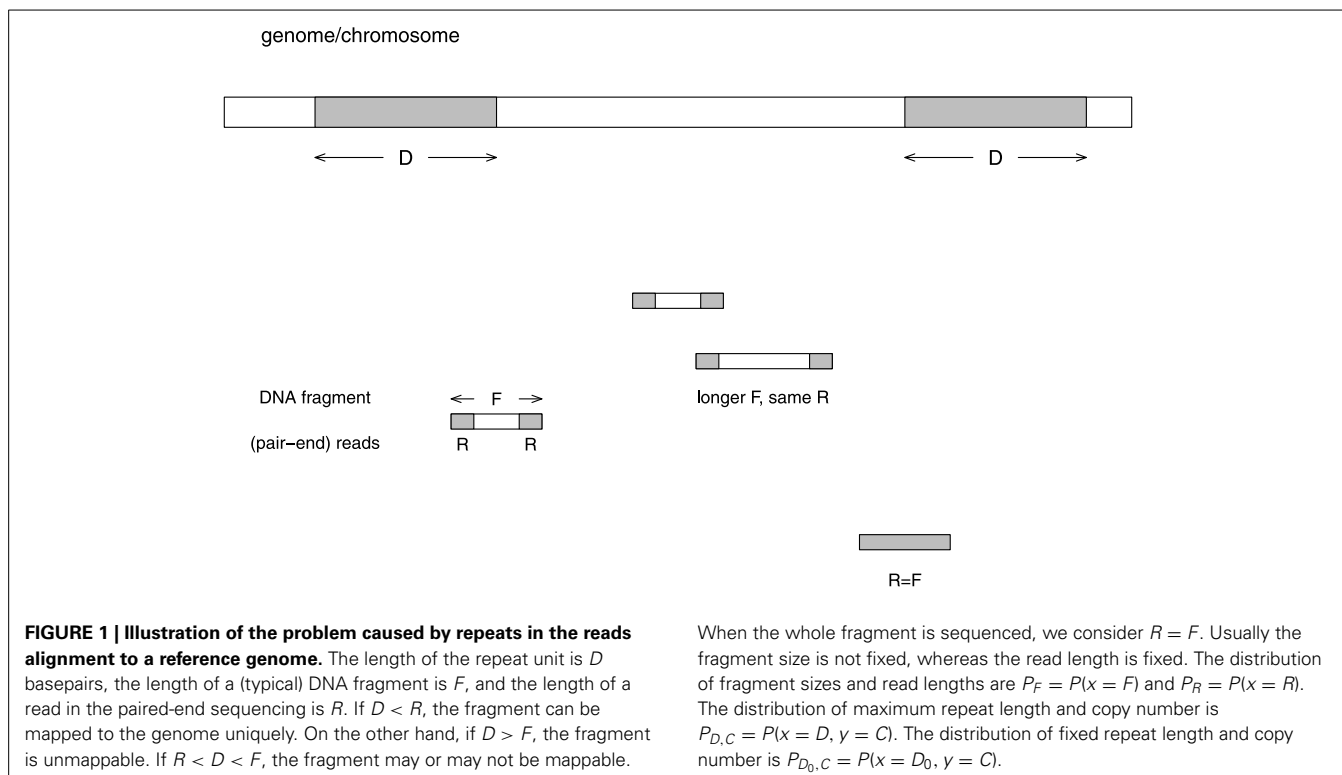 genome/chromosome
D
D
DNA fragment
F
longer F, same R
(pair–end) reads
R
R
R=F
FIGURE 1 | Illustration of the problem caused by repeats in the reads
alignment to a reference genome. The length of the repeat unit is D
basepairs, the length of a (typical) DNA fragment is F, and the length of a
read in the paired-end sequencing is R. If D < R, the fragment can be
mapped to the genome uniquely. On the other hand, if D > F, the fragment
is unmappable. If R < D < F, the fragment may or may not be mappable.
When the whole fragment is sequenced, we consider R = F. Usually the
fragment size is not fixed, whereas the read length is fixed. The distribution
of fragment sizes and read lengths are P_F = P(x = F) and P_R = P(x = R).
The distribution of maximum repeat length and copy number is
P_{D,C} = P(x = D, y = C). The distribution of fixed repeat length and copy
number is P_{D_0,C} = P(x = D_0, y = C).